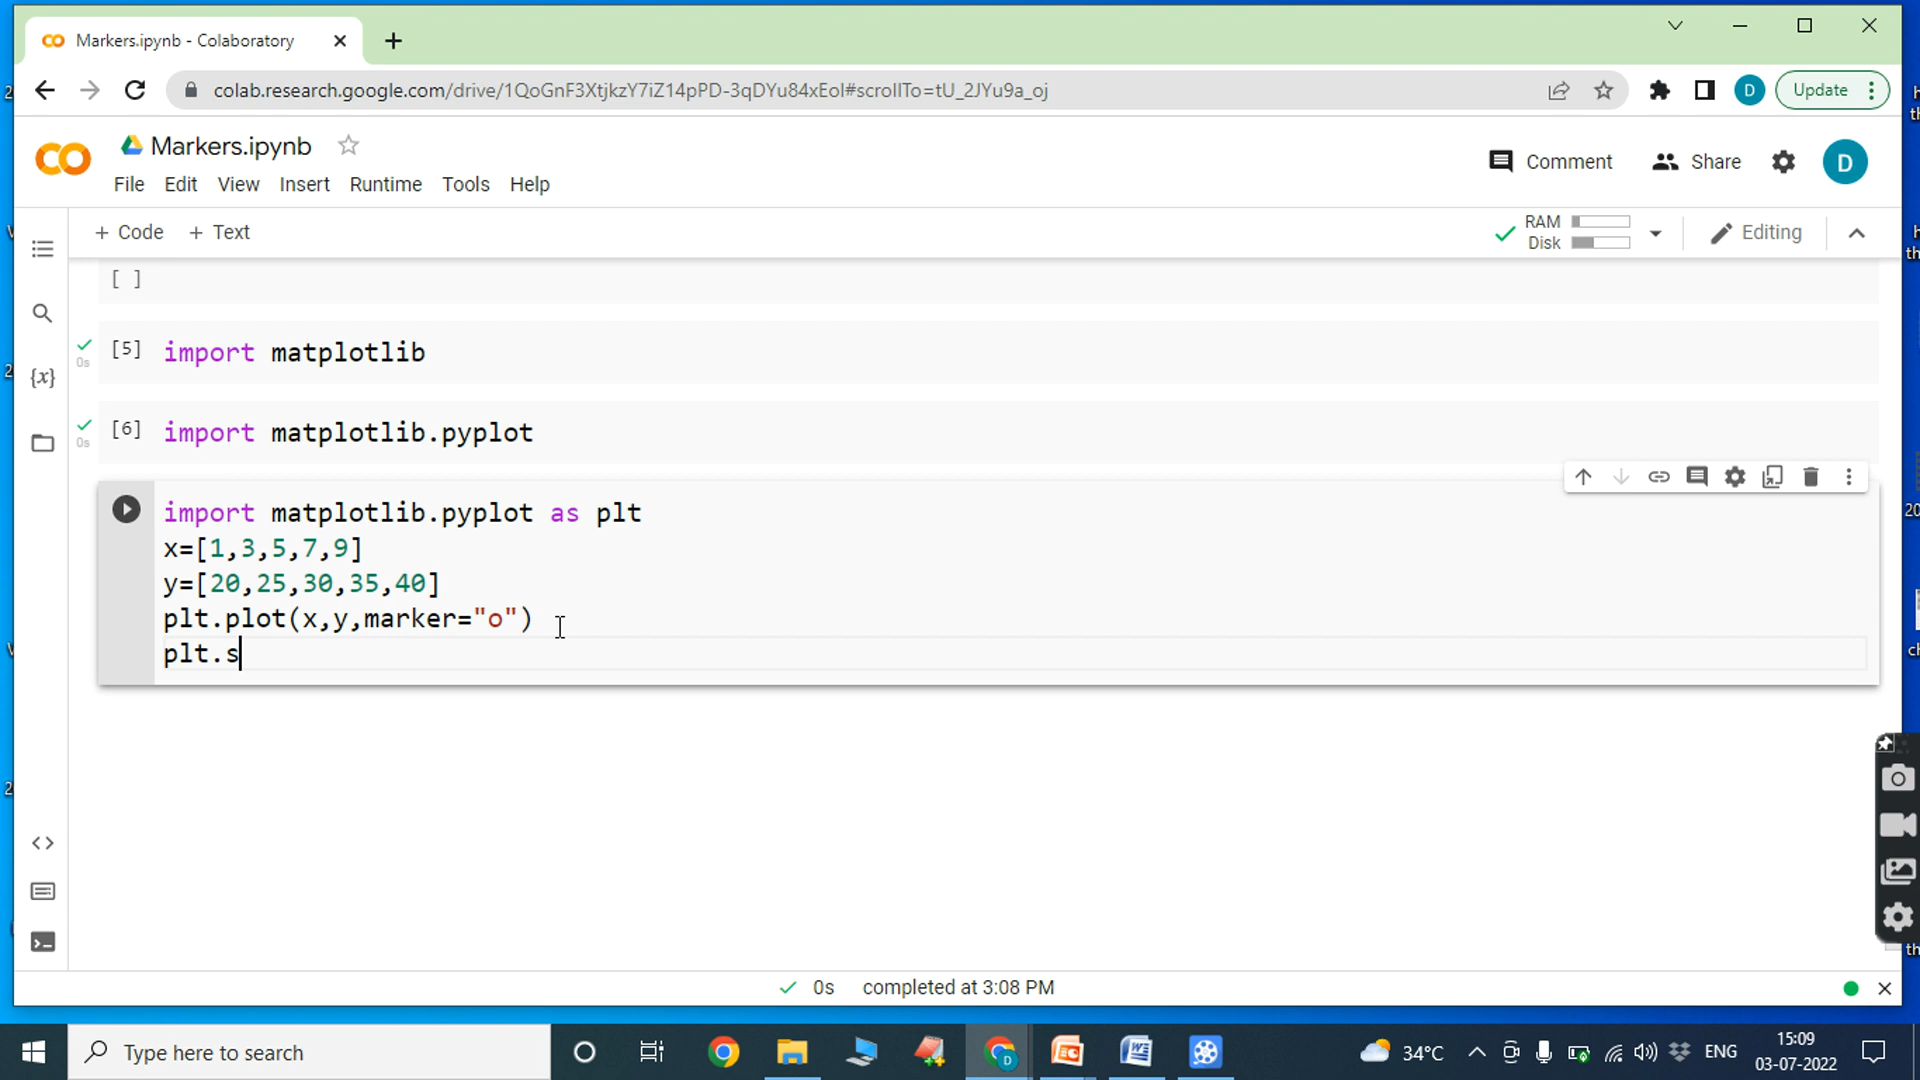 Markers.ipynb - Colaboratory
colab.research.google.com/drive/1QoGnF3XtjkzY7iZ14pPD-3qDYu84xEoI#scrollTo=tU_2JYu9a_oj
D
Update
Markers.ipynb
File Edit View Insert Runtime Tools Help
Comment
Share
D
+ Code + Text
RAM
Disk
Editing
[ ]
[5] import matplotlib
0s
[6] import matplotlib.pyplot
0s
import matplotlib.pyplot as plt
x=[1,3,5,7,9]
y=[20,25,30,35,40]
plt.plot(x,y,marker="o")
plt.s
0s completed at 3:08 PM
Type here to search
34°C
ENG
15:09
03-07-2022